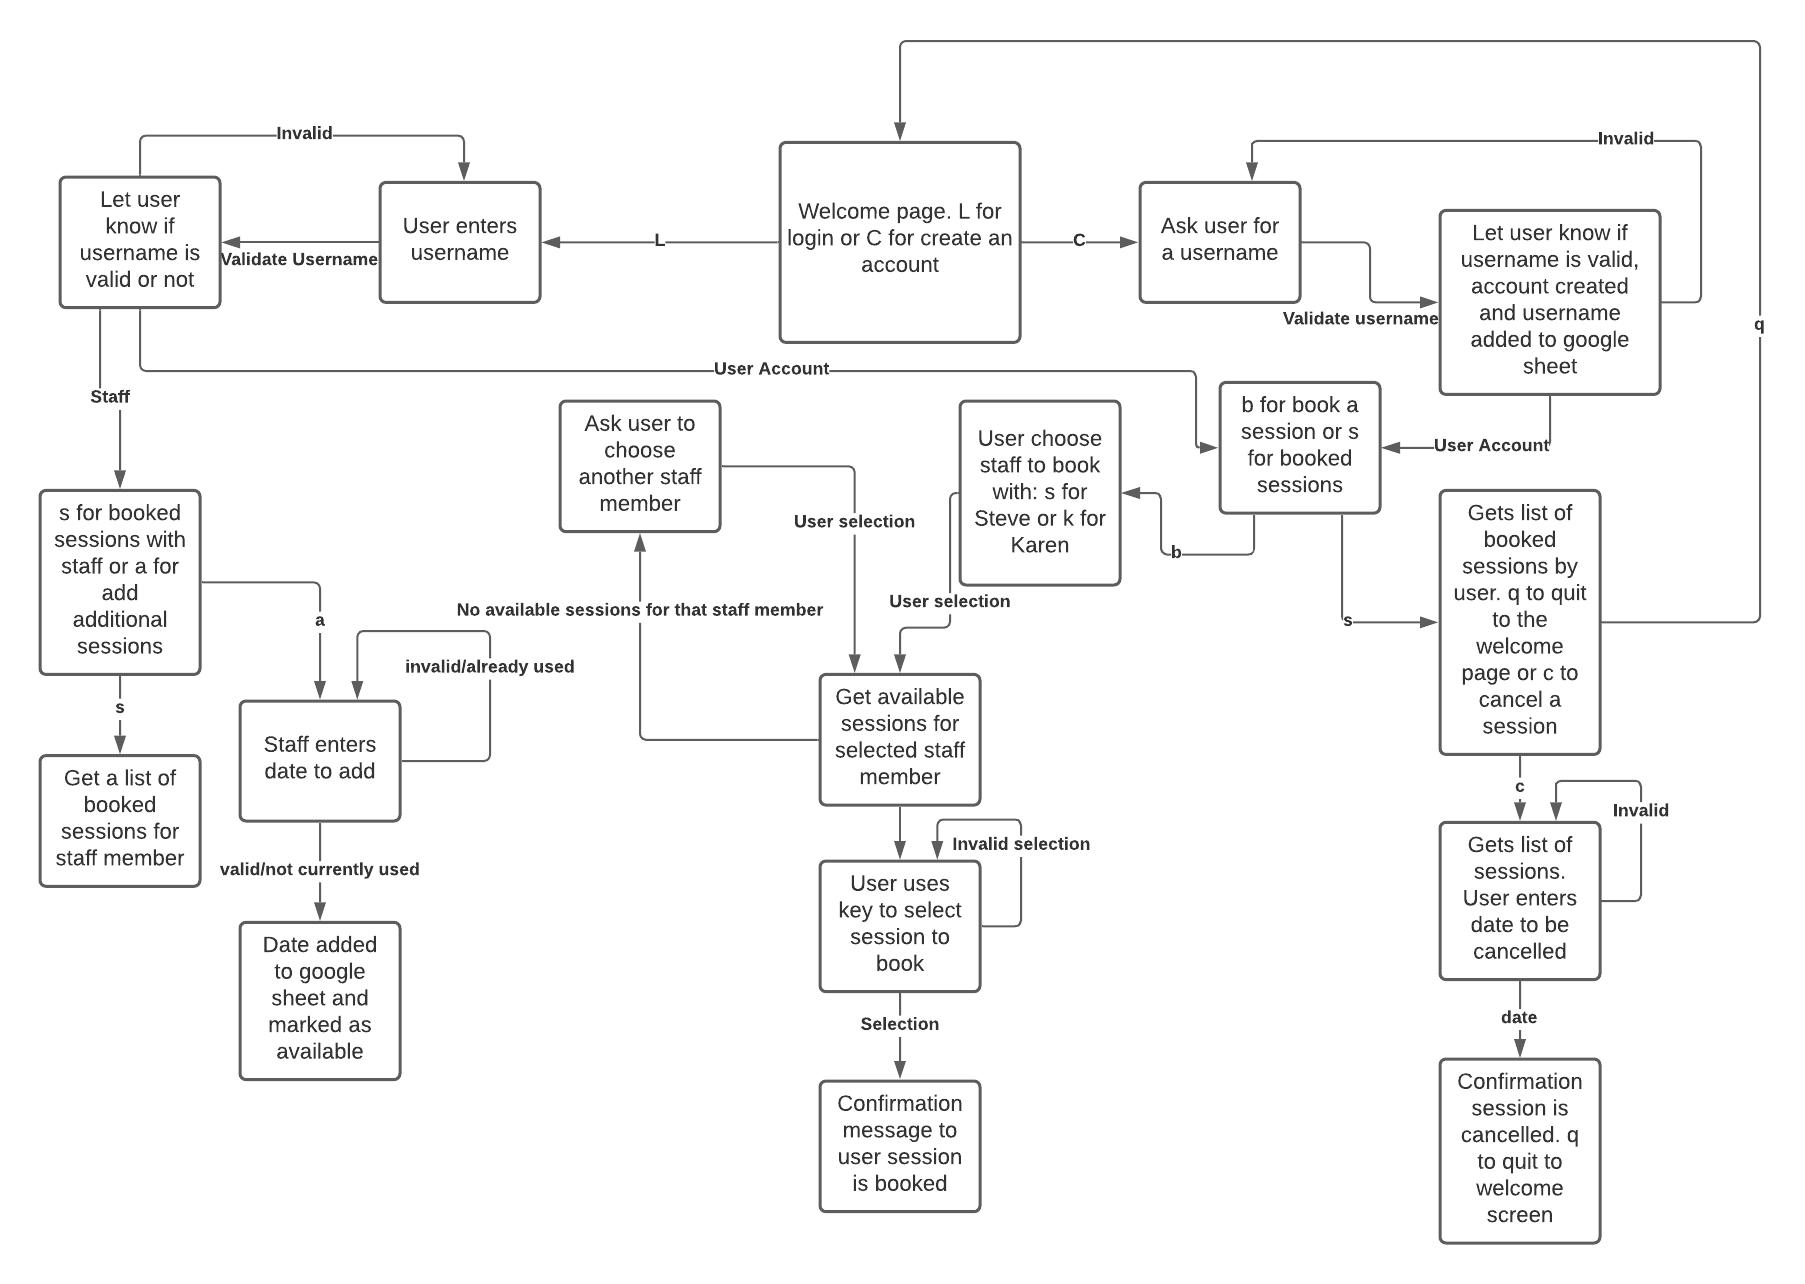 Invalid
Invalid
Let user
know if
username is
valid or not
Validate Username
User enters
username
L
Welcome page. L for
login or C for create an
account
C
Ask user for
a username
Validate username
Let user know if
username is valid,
account created
and username
added to google
sheet
q
User Account
Staff
User Account
b for book a
session or s
for booked
sessions
Ask user to
choose
another staff
member
User selection
User choose
staff to book
with: s for
Steve or k for
Karen
b
s
User selection
No available sessions for that staff member
s for booked
sessions with
staff or a for
add
additional
sessions
a
s
invalid/already used
Gets list of
booked
sessions by
user. q to quit
to the
welcome
page or c to
cancel a
session
Get a list of
booked
sessions for
staff member
Staff enters
date to add
valid/not currently used
Date added
to google
sheet and
marked as
available
Get available
sessions for
selected staff
member
Invalid selection
User uses
key to select
session to
book
Selection
Confirmation
message to
user session
is booked
c
Invalid
Gets list of
sessions.
User enters
date to be
cancelled
date
Confirmation
session is
cancelled. q
to quit to
welcome
screen